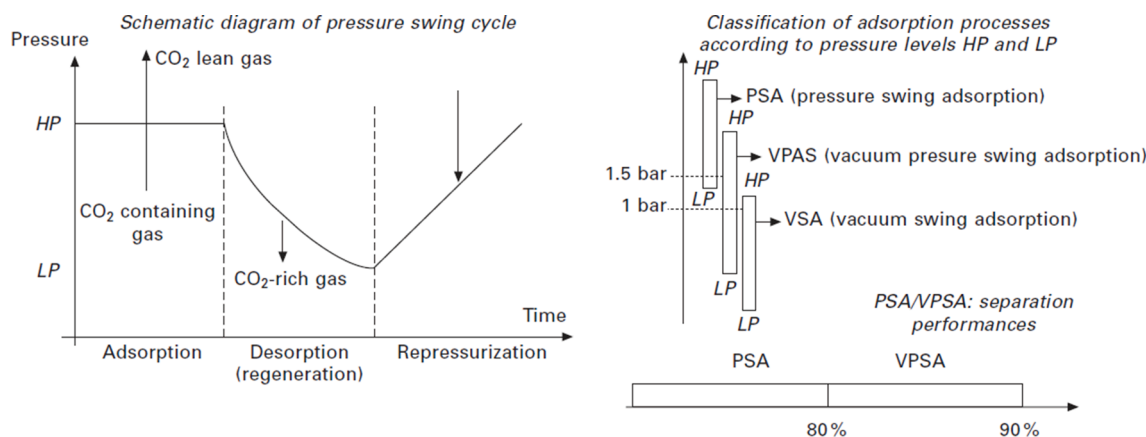 Schematic diagram of pressure swing cycle
Pressure
CO2 lean gas
HP
CO2 containing
gas
LP
CO2-rich gas
Time
Adsorption
Desorption
(regeneration)
Repressurization
Classification of adsorption processes
according to pressure levels HP and LP
HP
PSA (pressure swing adsorption)
HP
VPAS (vacuum presure swing adsorption)
1.5 bar
HP
LP
1 bar
VSA (vacuum swing adsorption)
LP
LP
PSA/VPSA: separation
performances
PSA
VPSA
80%
90%